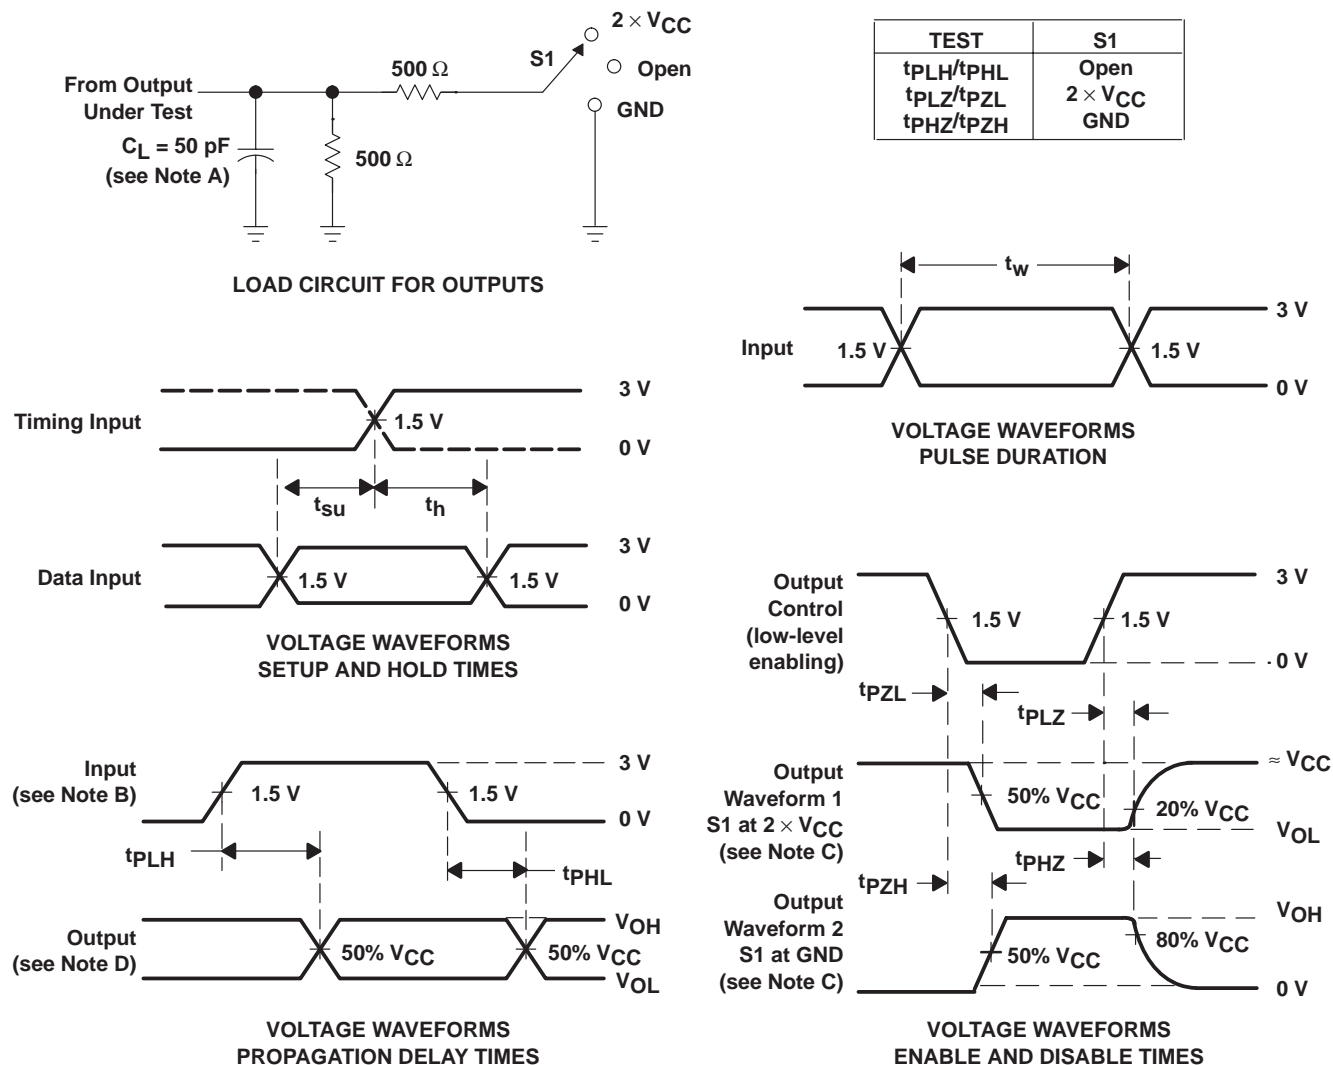 2 × VCC
S1
Open
GND
500 Ω
From Output
Under Test
CL = 50 pF
(see Note A)
500 Ω
LOAD CIRCUIT FOR OUTPUTS
TEST S1
tPLH/tPHL Open
tPLZ/tPZL 2 × VCC
tPHZ/tPZH GND
tw
3 V
Input
1.5 V
1.5 V
0 V
VOLTAGE WAVEFORMS
PULSE DURATION
3 V
Timing Input
1.5 V
0 V
tsu
th
3 V
Data Input
1.5 V
1.5 V
0 V
VOLTAGE WAVEFORMS
SETUP AND HOLD TIMES
3 V
Input
(see Note B)
1.5 V
1.5 V
0 V
tPLH
tPHL
VOH
Output
(see Note D)
50% VCC
50% VCC
VOL
VOLTAGE WAVEFORMS
PROPAGATION DELAY TIMES
Output
Control
(low-level
enabling)
3 V
1.5 V
1.5 V
0 V
tPZL
tPLZ
≈ VCC
Output
Waveform 1
S1 at 2 × VCC
(see Note C)
50% VCC
20% VCC
VOL
tPHZ
tPZH
VOH
Output
Waveform 2
S1 at GND
(see Note C)
50% VCC
80% VCC
0 V
VOLTAGE WAVEFORMS
ENABLE AND DISABLE TIMES